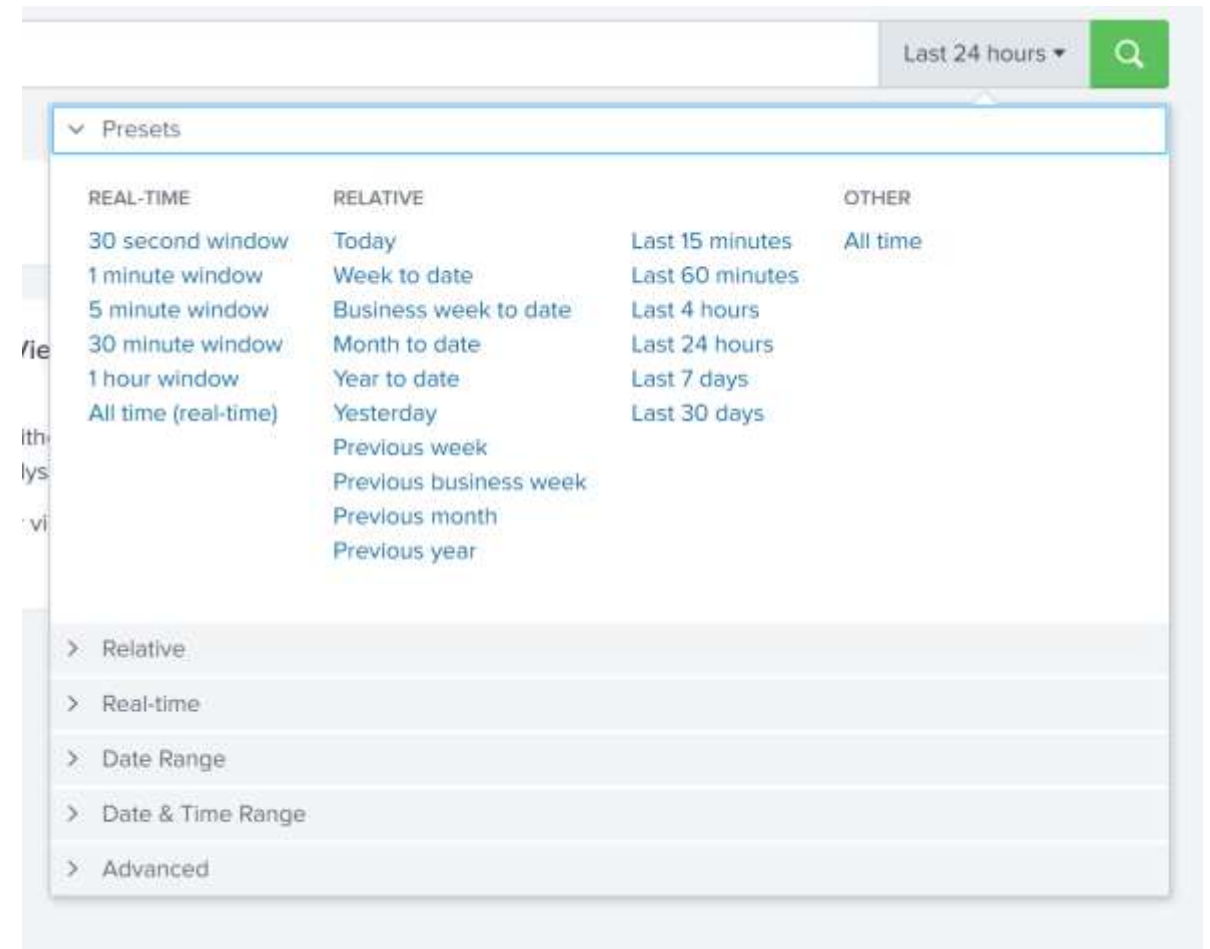 Last 24 hours
Presets
REAL-TIME
30 second window
1 minute window
5 minute window
30 minute window
1 hour window
All time (real-time)
RELATIVE
Today
Week to date
Business week to date
Month to date
Year to date
Yesterday
Previous week
Previous business week
Previous month
Previous year
Last 15 minutes
Last 60 minutes
Last 4 hours
Last 24 hours
Last 7 days
Last 30 days
OTHER
All time
Relative
Real-time
Date Range
Date & Time Range
Advanced